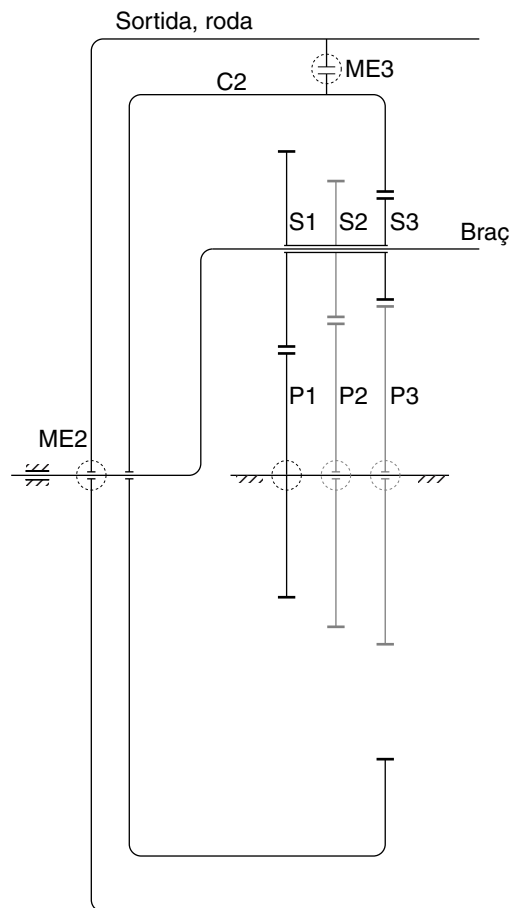 Sortida, roda
ME3
C2
S1 S2 S3
Braç
P1 P2 P3
ME2